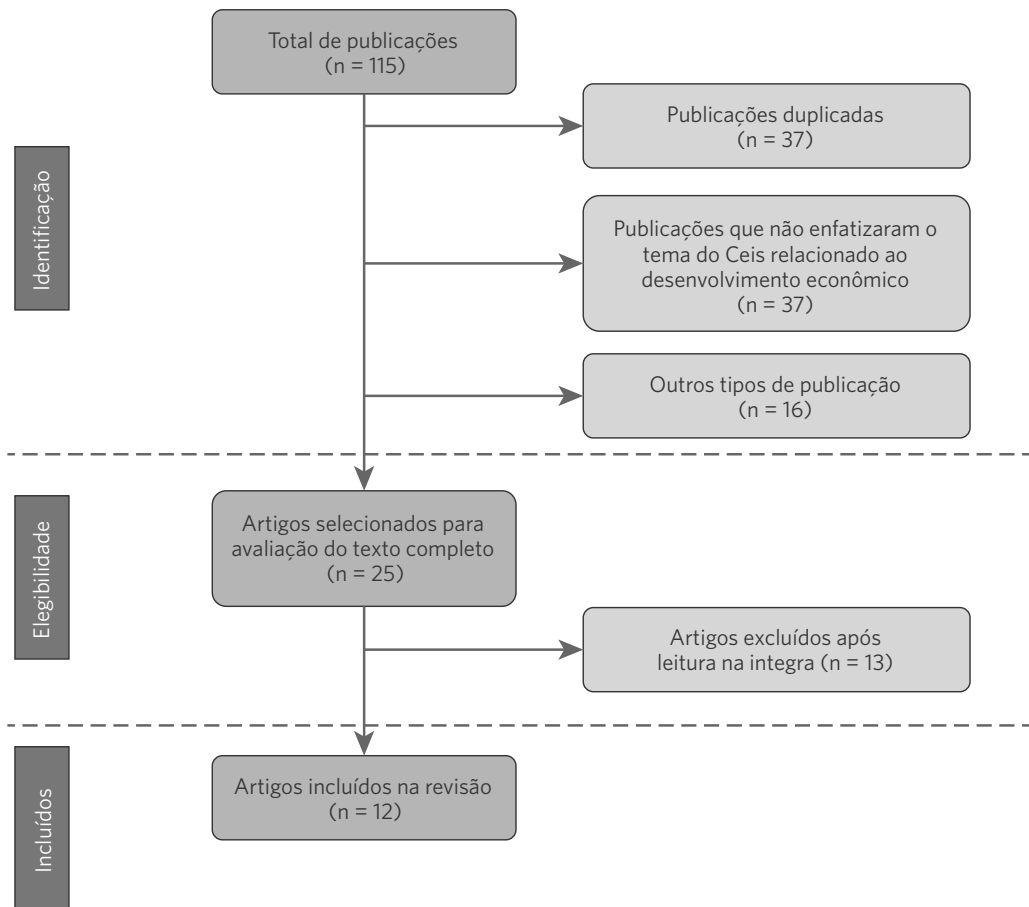 Total de publicações
(n = 115)
Publicações duplicadas
(n = 37)
Identificação
Publicações que não enfatizaram o
tema do Ceis relacionado ao
desenvolvimento econômico
(n = 37)
Outros tipos de publicação
(n = 16)
Elegibilidade
Artigos selecionados para
avaliação do texto completo
(n = 25)
Artigos excluídos após
leitura na integra (n = 13)
Incluídos
Artigos incluídos na revisão
(n = 12)